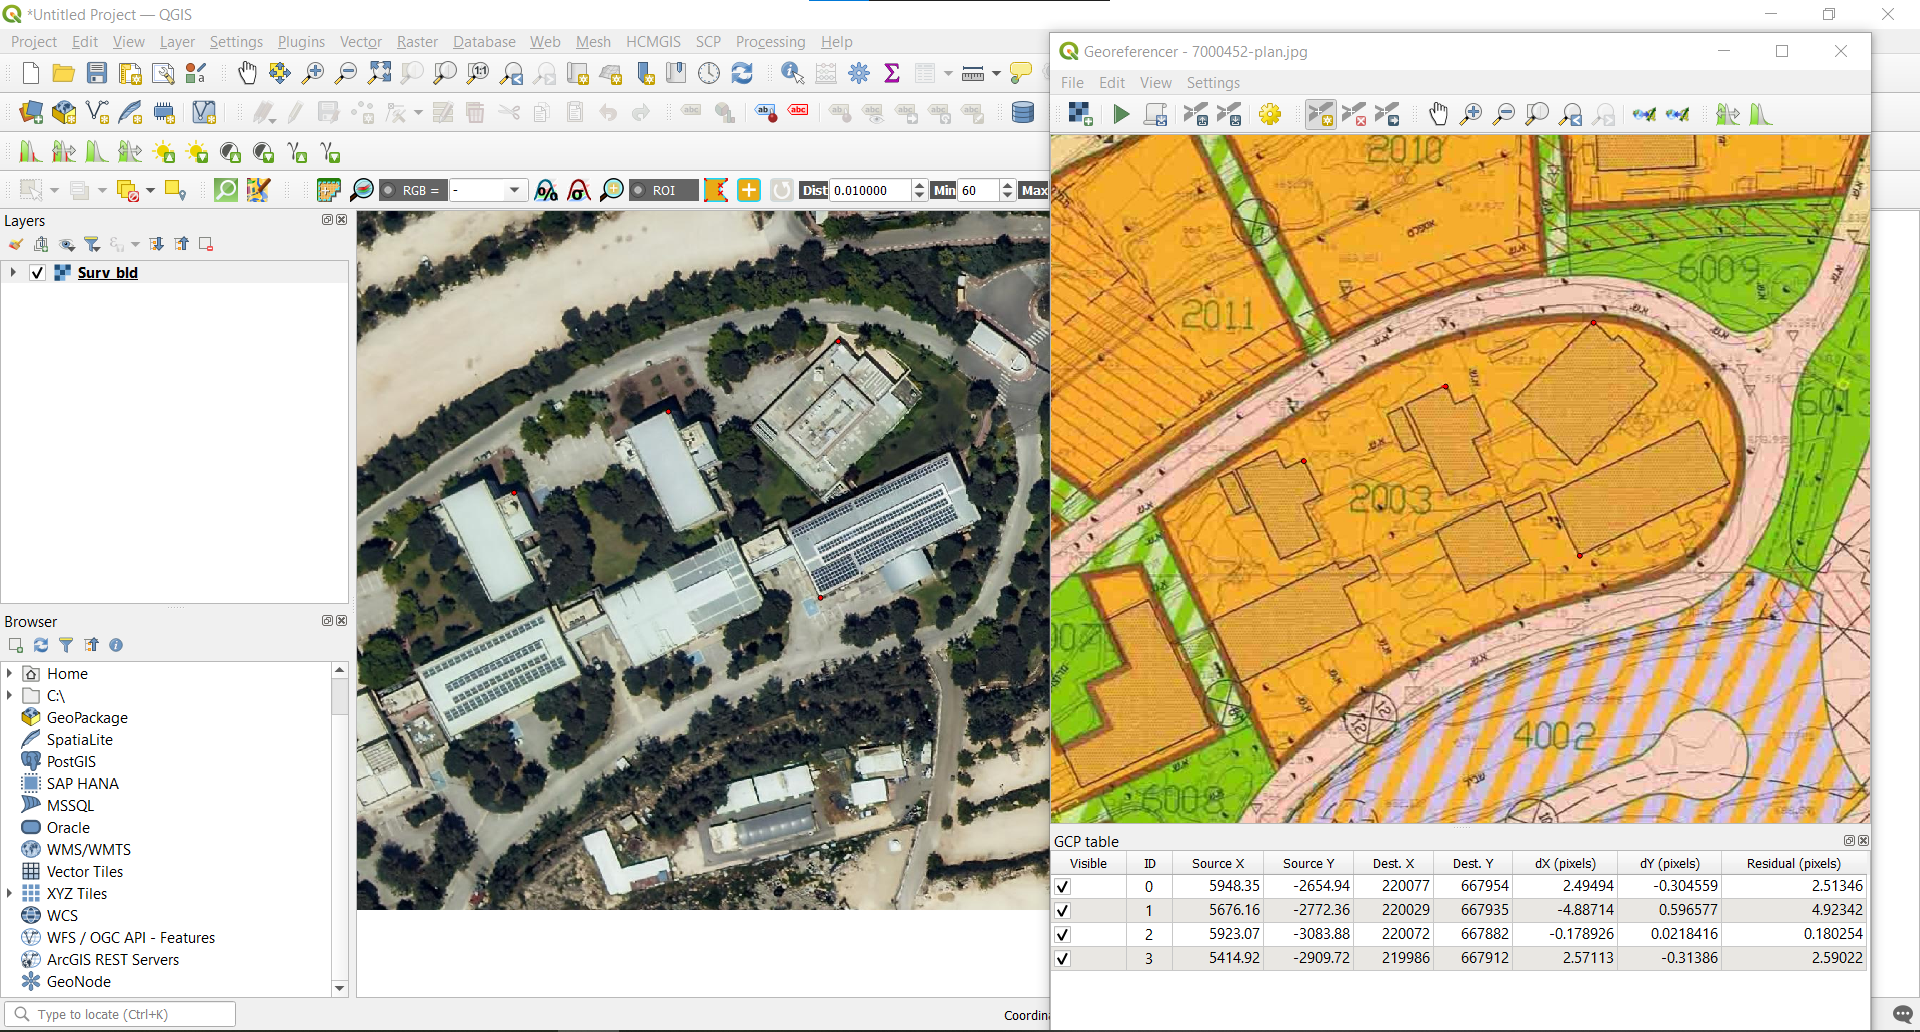 *Untitled Project — QGIS
Project Edit View Layer Settings Plugins Vector Raster Database Web Mesh HCMGIS SCP Processing Help
RGB = - ROI Dist 0.010000 Min 60 Max
Layers
Surv bld
Browser
Home
C:\
GeoPackage
SpatiaLite
PostGIS
SAP HANA
MSSQL
Oracle
WMS/WMTS
Vector Tiles
XYZ Tiles
WCS
WFS / OGC API - Features
ArcGIS REST Servers
GeoNode
Type to locate (Ctrl+K)
Coordina
Georeferencer - 7000452-plan.jpg
File Edit View Settings
2010
6009
2011
6013
2003
4002
6008
GCP table
Visible ID Source X Source Y Dest. X Dest. Y dX (pixels) dY (pixels) Residual (pixels)
0 5948.35 -2654.94 220077 667954 2.49494 -0.304559 2.51346
1 5676.16 -2772.36 220029 667935 -4.88714 0.596577 4.92342
2 5923.07 -3083.88 220072 667882 -0.178926 0.0218416 0.180254
3 5414.92 -2909.72 219986 667912 2.57113 -0.31386 2.59022